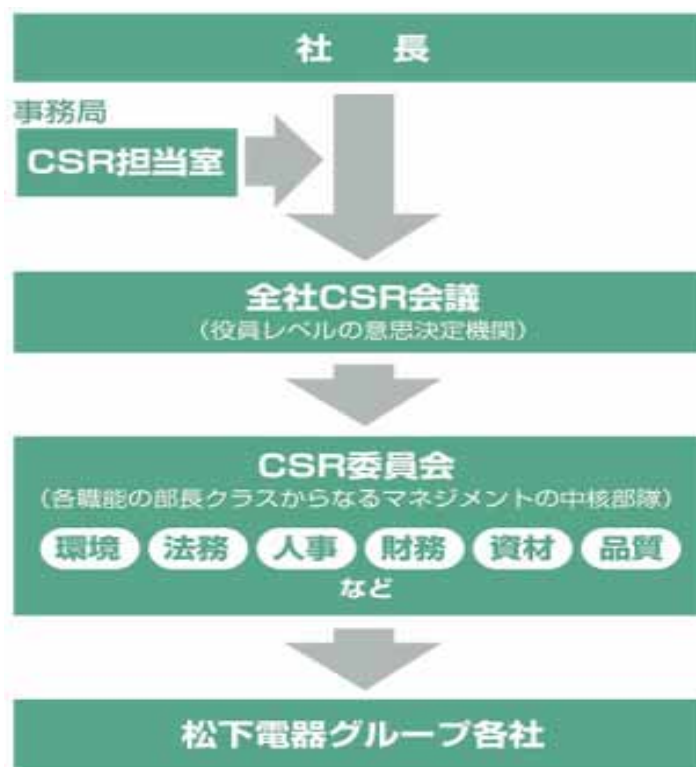 社　長
事務局
CSR担当室
全社CSR会議
（役員レベルの意思決定機関）
CSR委員会
（各職能の部長クラスからなるマネジメントの中核部隊）
環境 法務 人事 財務 資材 品質
など
松下電器グループ各社